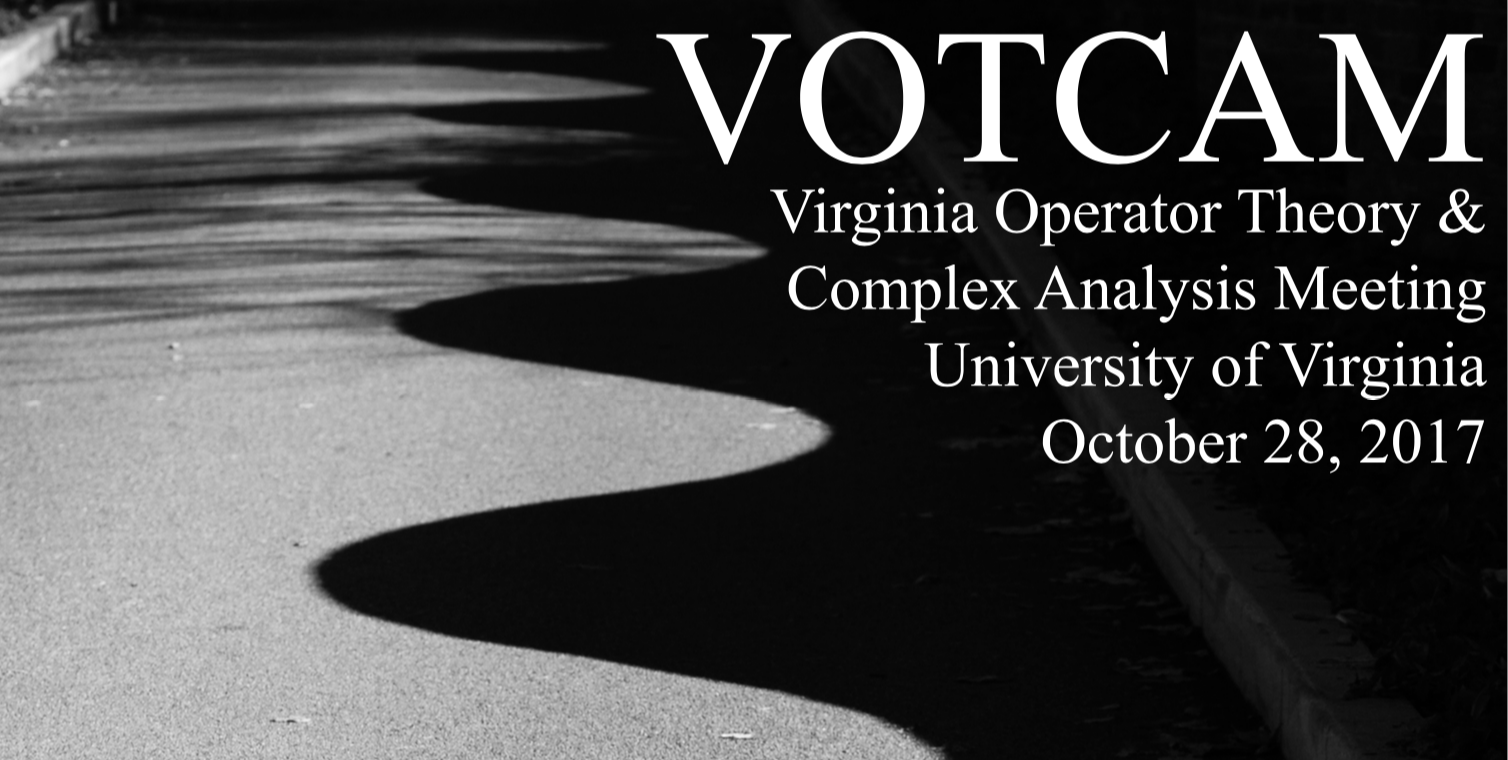 VOTCAM
Virginia Operator Theory &
Complex Analysis Meeting
University of Virginia
October 28, 2017